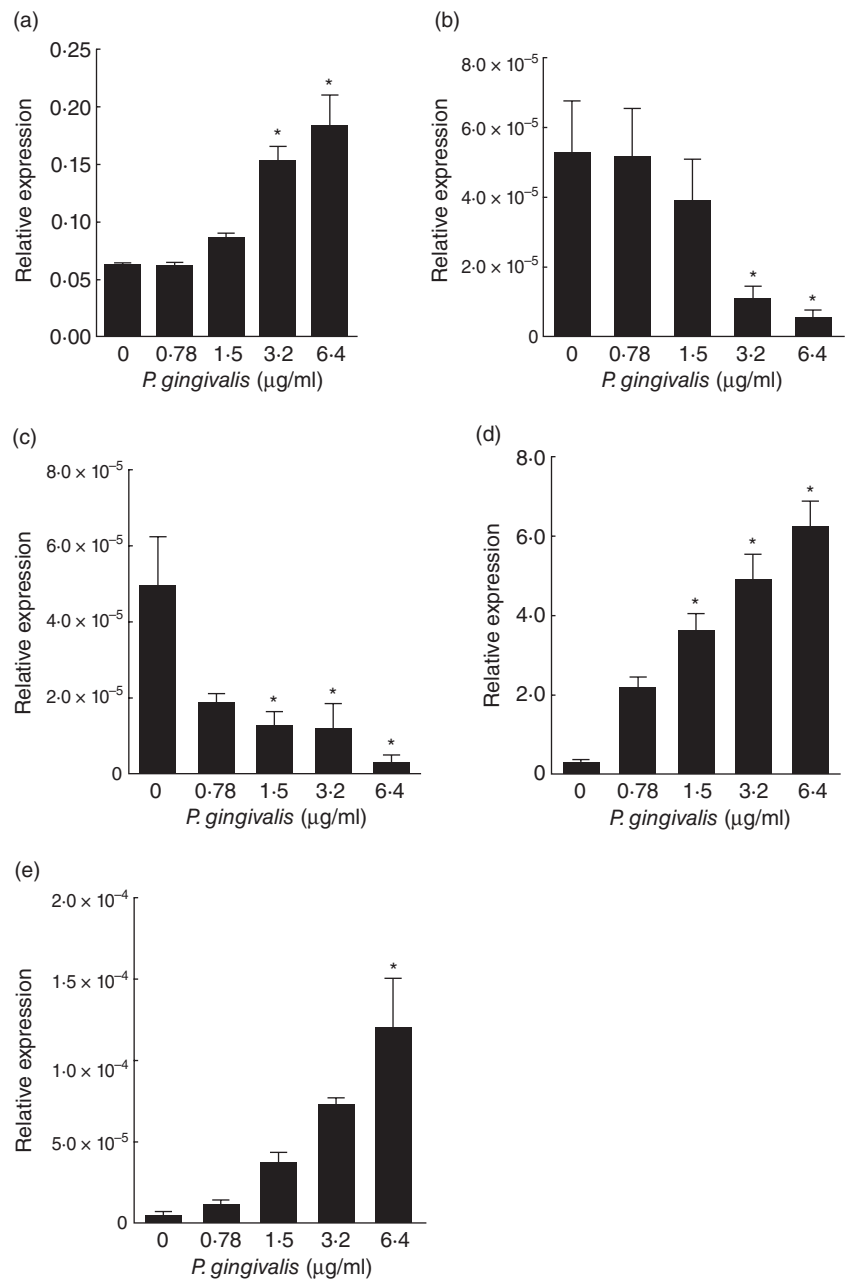 (a)
0·25
0·20
0·15
0·10
0·05
0·00
Relative expression
* *
0 0·78 1·5 3·2 6·4
P. gingivalis (μg/ml)
(b)
8·0 × 10⁻⁵
6·0 × 10⁻⁵
4·0 × 10⁻⁵
2·0 × 10⁻⁵
0
Relative expression
* *
0 0·78 1·5 3·2 6·4
P. gingivalis (μg/ml)
(c)
8·0 × 10⁻⁵
6·0 × 10⁻⁵
4·0 × 10⁻⁵
2·0 × 10⁻⁵
0
Relative expression
* * *
0 0·78 1·5 3·2 6·4
P. gingivalis (μg/ml)
(d)
8·0
6·0
4·0
2·0
0
Relative expression
* * *
0 0·78 1·5 3·2 6·4
P. gingivalis (μg/ml)
(e)
2·0 × 10⁻⁴
1·5 × 10⁻⁴
1·0 × 10⁻⁴
5·0 × 10⁻⁵
0
Relative expression
*
0 0·78 1·5 3·2 6·4
P. gingivalis (μg/ml)